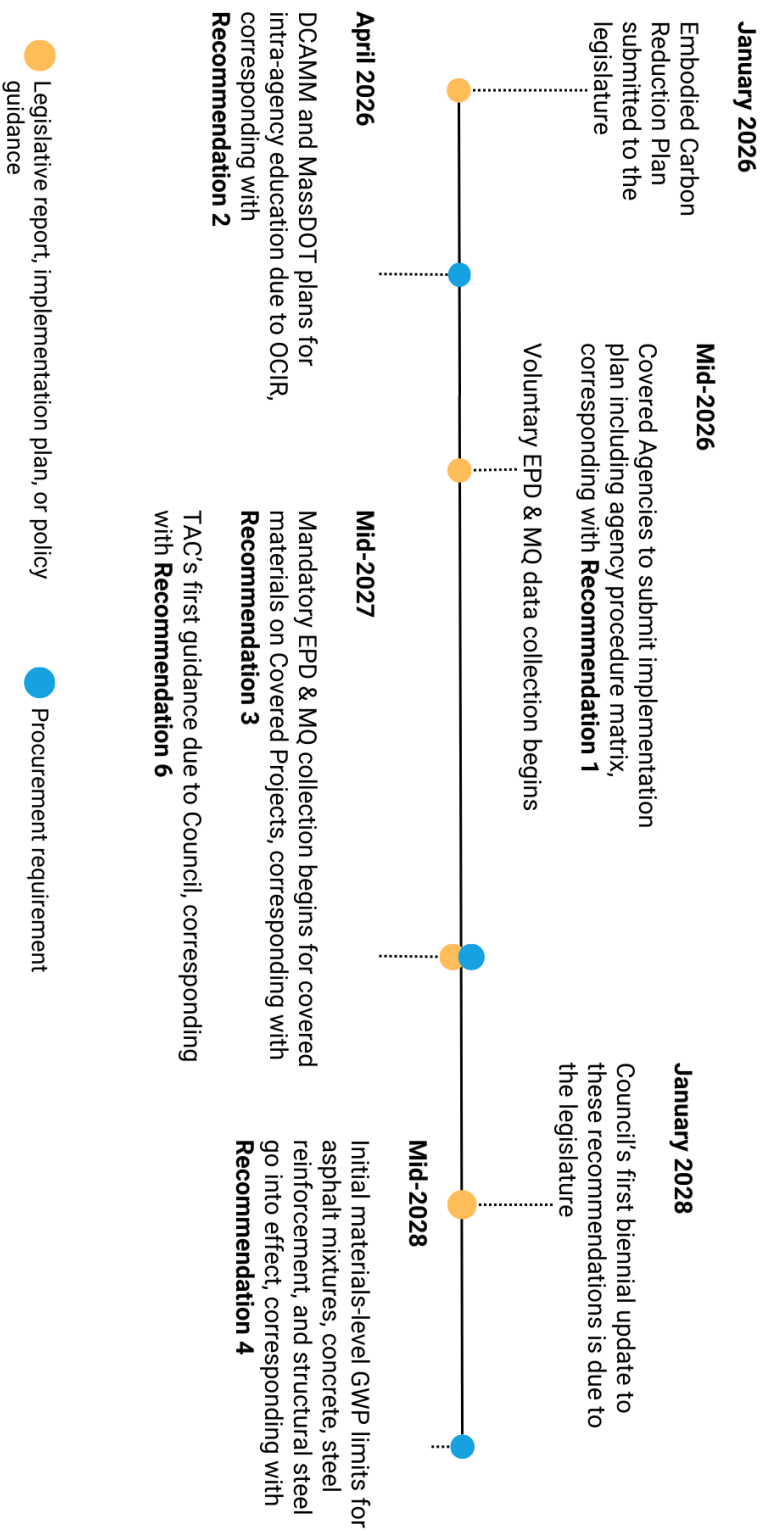 January 2026
Embodied Carbon
Reduction Plan
submitted to the
legislature
April 2026
DCAMM and MassDOT plans for
intra-agency education due to OCIR,
corresponding with
Recommendation 2
Mid-2026
Covered Agencies to submit implementation
plan including agency procedure matrix,
corresponding with Recommendation 1
Voluntary EPD & MQ data collection begins
Mid-2027
Mandatory EPD & MQ collection begins for covered
materials on Covered Projects, corresponding with
Recommendation 3
TAC's first guidance due to Council, corresponding
with Recommendation 6
January 2028
Council's first biennial update to
these recommendations is due to
the legislature
Mid-2028
Initial materials-level GWP limits for
asphalt mixtures, concrete, steel
reinforcement, and structural steel
go into effect, corresponding with
Recommendation 4
Legislative report, implementation plan, or policy
guidance
Procurement requirement